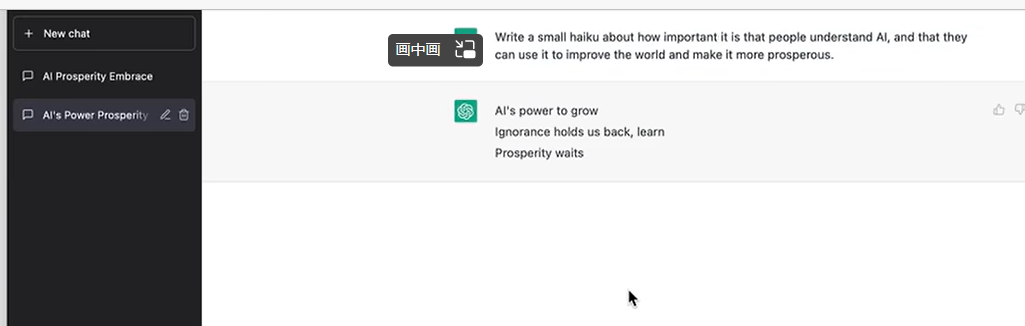 New chat
AI Prosperity Embrace
AI's Power Prosperity
画中画
Write a small haiku about how important it is that people understand AI, and that they
can use it to improve the world and make it more prosperous.
AI's power to grow
Ignorance holds us back, learn
Prosperity waits